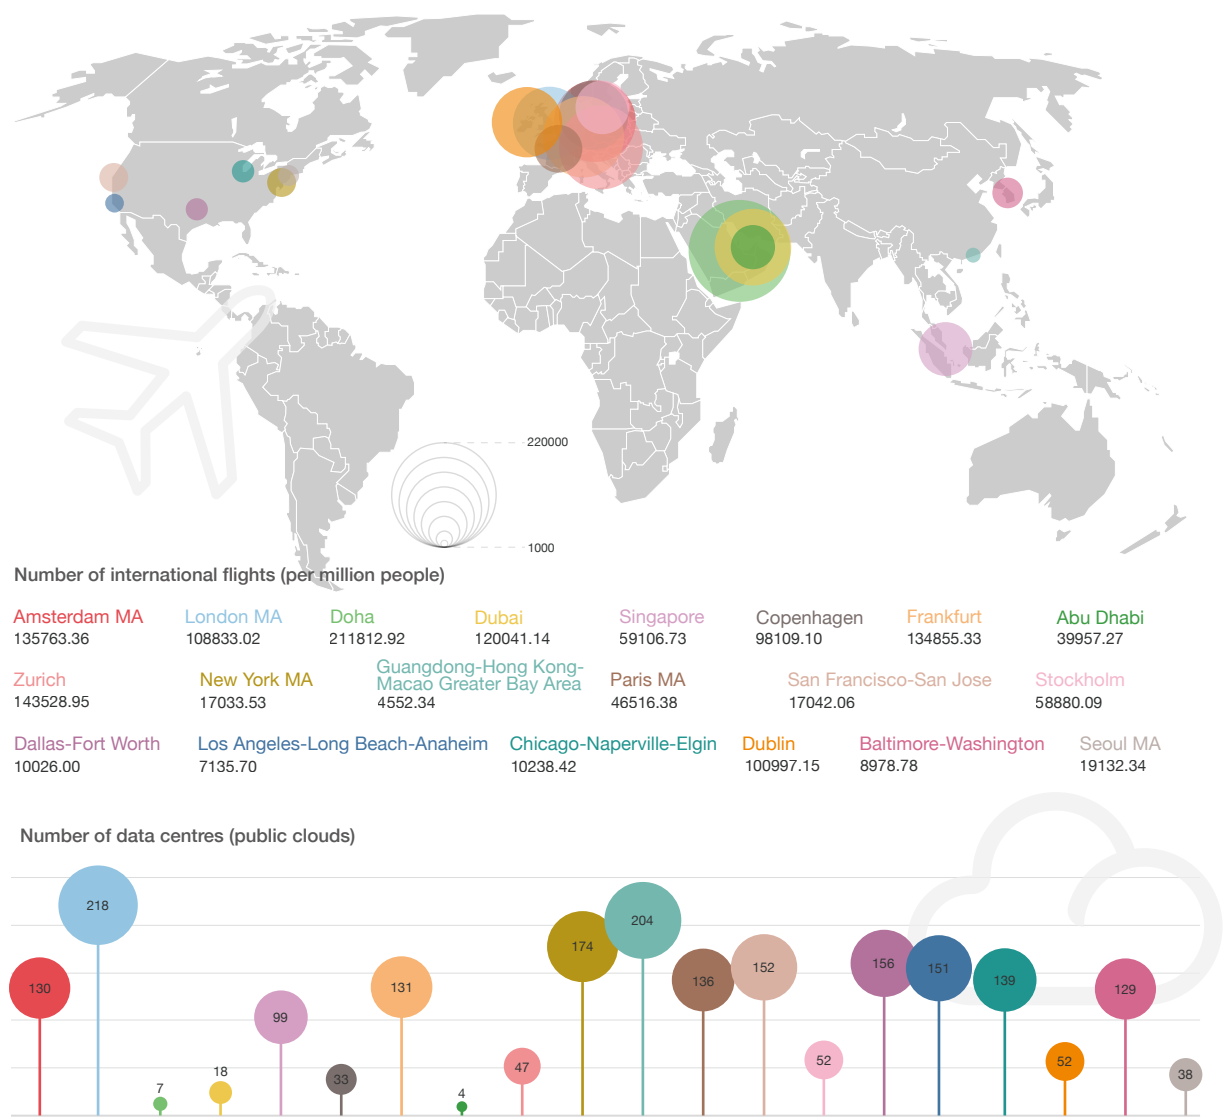 220000
1000
Number of international flights (per million people)
Amsterdam MA London MA Doha Dubai Singapore Copenhagen Frankfurt Abu Dhabi
135763.36 108833.02 211812.92 120041.14 59106.73 98109.10 134855.33 39957.27
Guangdong-Hong Kong-
Zurich New York MA Macao Greater Bay Area Paris MA San Francisco-San Jose Stockholm
143528.95 17033.53 4552.34 46516.38 17042.06 58880.09
Dallas-Fort Worth Los Angeles-Long Beach-Anaheim Chicago-Naperville-Elgin Dublin Baltimore-Washington Seoul MA
10026.00 7135.70 10238.42 100997.15 8978.78 19132.34
Number of data centres (public clouds)
130 218 7 18 99 33 131 4 47 174 204 136 152 52 156 151 139 52 129 38